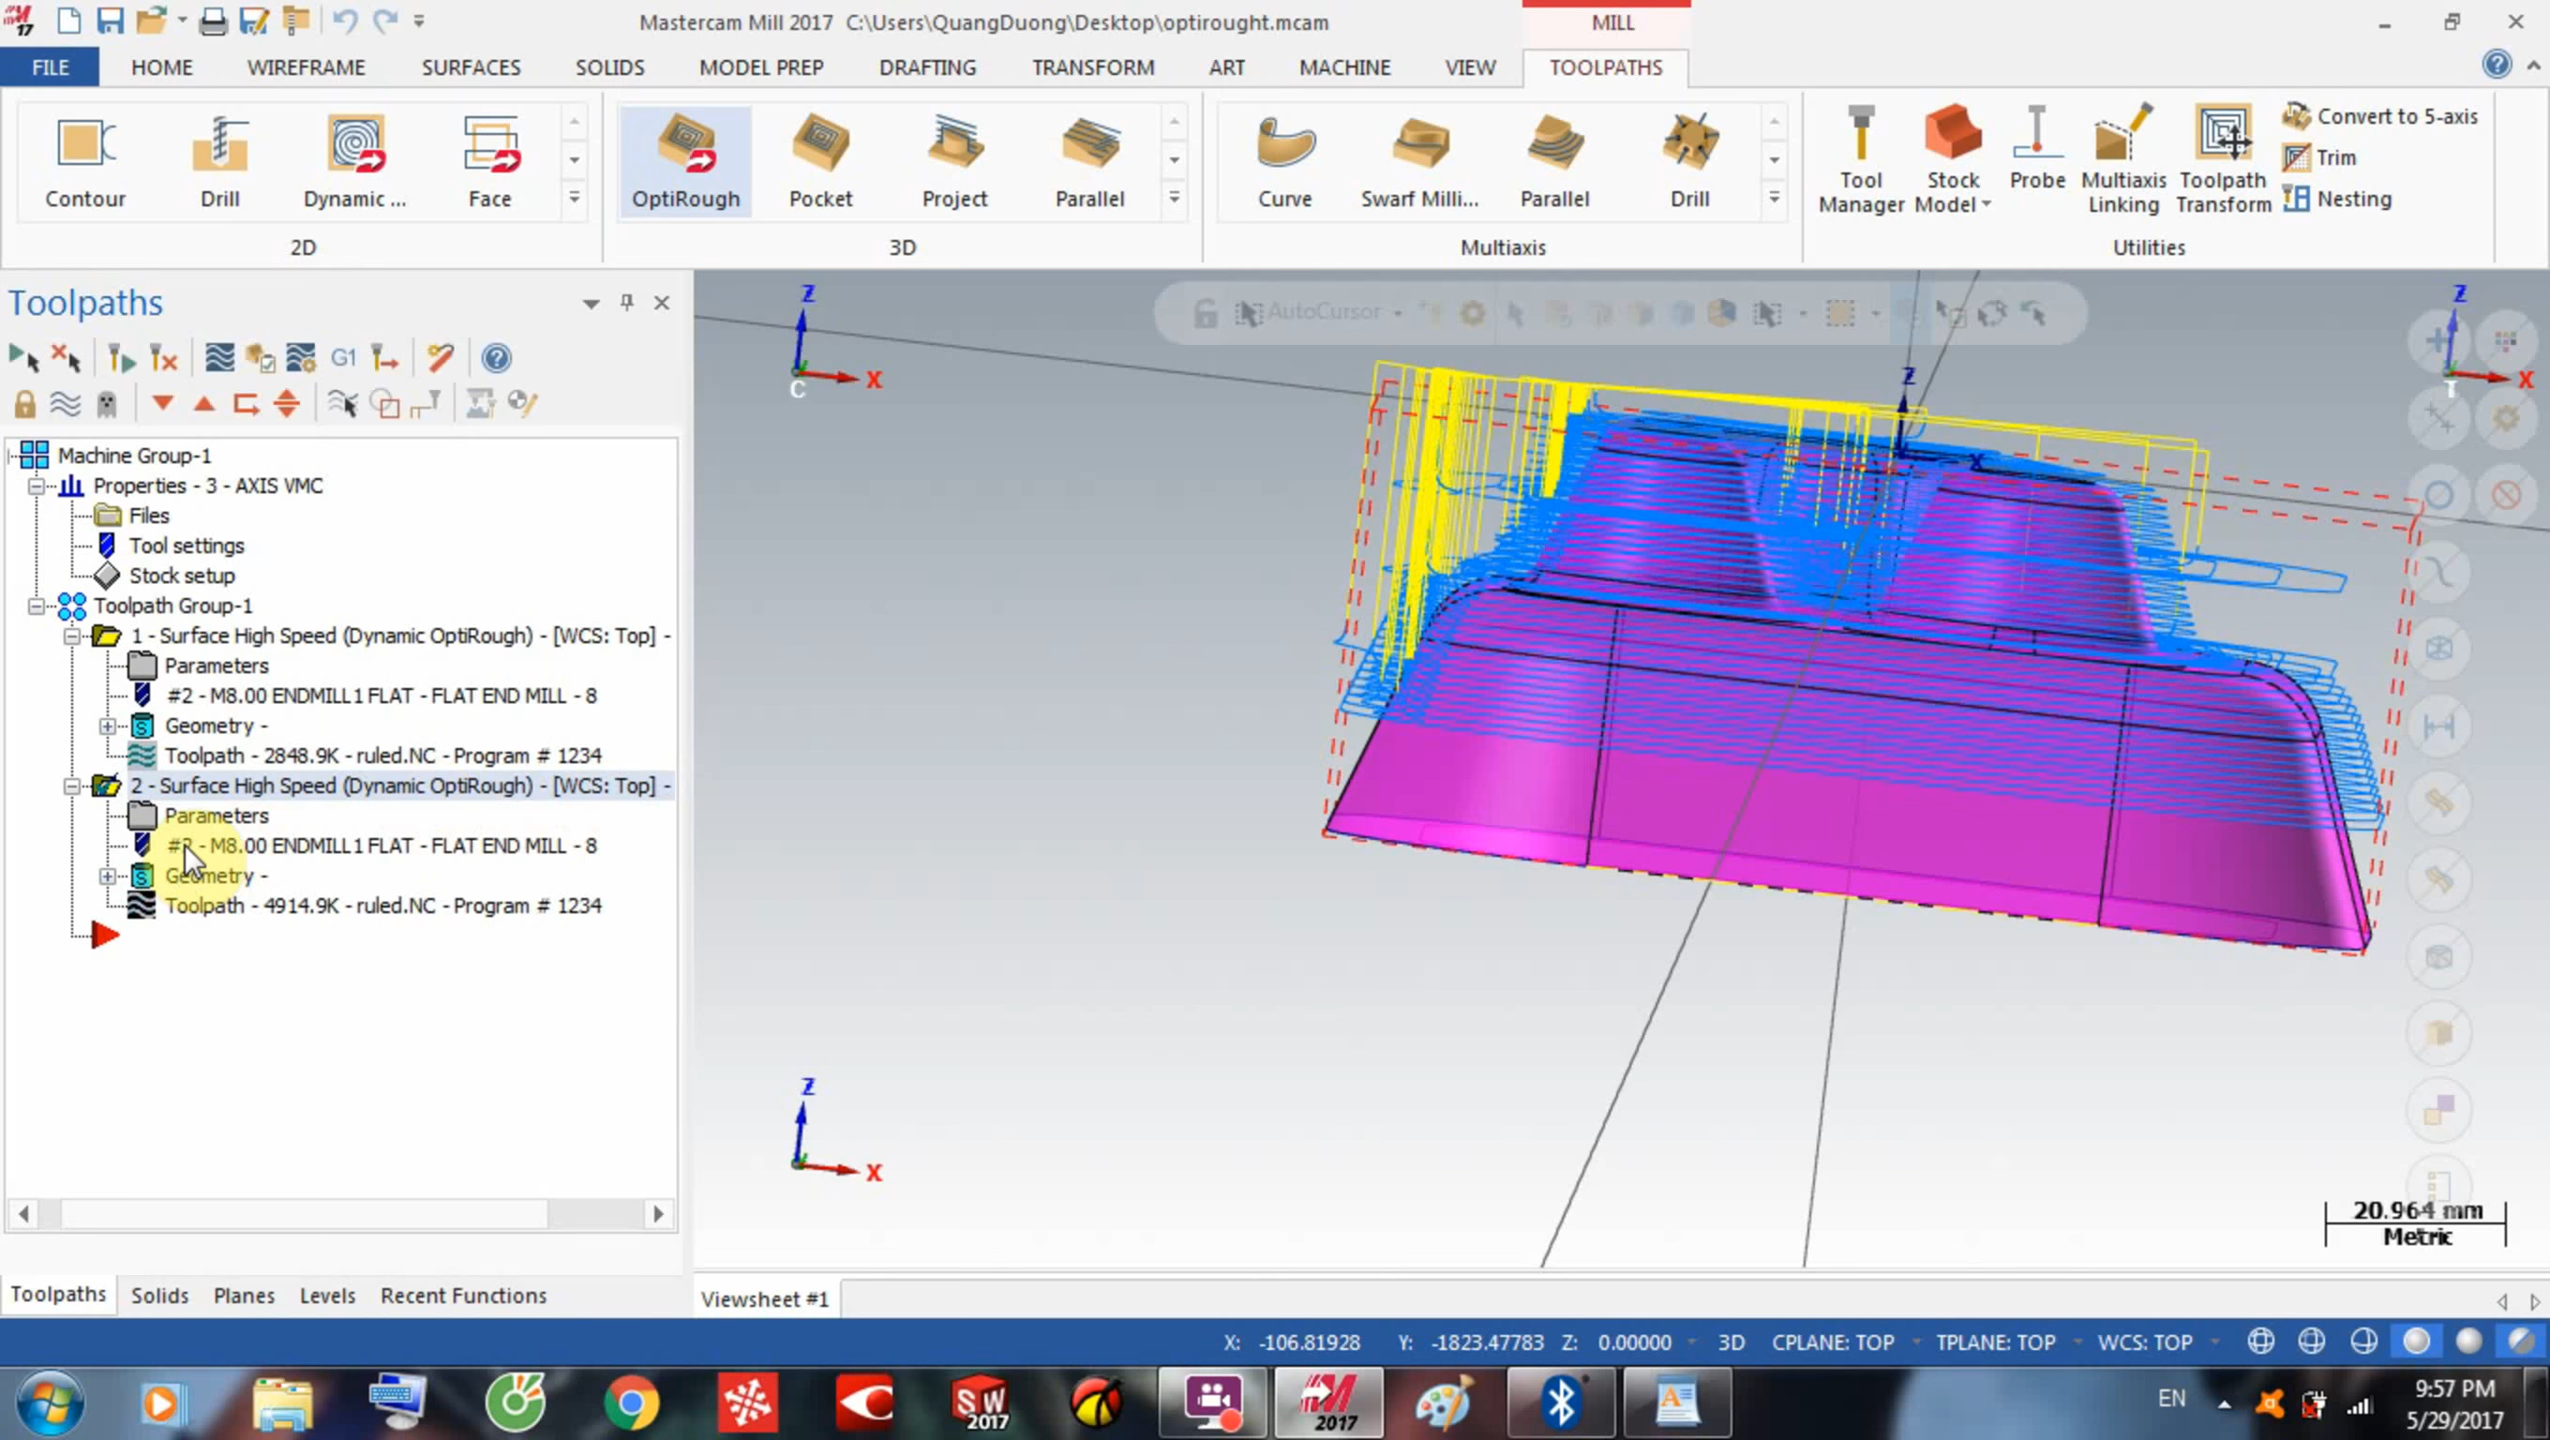 17
Mastercam Mill 2017 C:\Users\QuangDuong\Desktop\optirought.mcam
MILL
FILE
HOME
WIREFRAME
SURFACES
SOLIDS
MODEL PREP
DRAFTING
TRANSFORM
ART
MACHINE
VIEW
TOOLPATHS
Contour
Drill
Dynamic ...
Face
2D
OptiRough
Pocket
Project
Parallel
3D
Curve
Swarf Milli...
Parallel
Drill
Multiaxis
Tool Manager
Stock Model
Probe
Multiaxis Linking
Toolpath Transform
Convert to 5-axis
Trim
Nesting
Utilities
Toolpaths
G1
Machine Group-1
Properties - 3 - AXIS VMC
Files
Tool settings
Stock setup
Toolpath Group-1
1 - Surface High Speed (Dynamic OptiRough) - [WCS: Top] -
Parameters
#2 - M8.00 ENDMILL1 FLAT - FLAT END MILL - 8
Geometry -
Toolpath - 2848.9K - ruled.NC - Program # 1234
2 - Surface High Speed (Dynamic OptiRough) - [WCS: Top] -
Parameters
#2 - M8.00 ENDMILL1 FLAT - FLAT END MILL - 8
Geometry -
Toolpath - 4914.9K - ruled.NC - Program # 1234
AutoCursor
Z
X
C
Z
X
Z
X
T
Z
X
20.964 mm
Metric
Toolpaths
Solids
Planes
Levels
Recent Functions
Viewsheet #1
X: -106.81928 Y: -1823.47783 Z: 0.00000 3D CPLANE: TOP TPLANE: TOP WCS: TOP
SW
2017
2017
EN
9:57 PM
5/29/2017